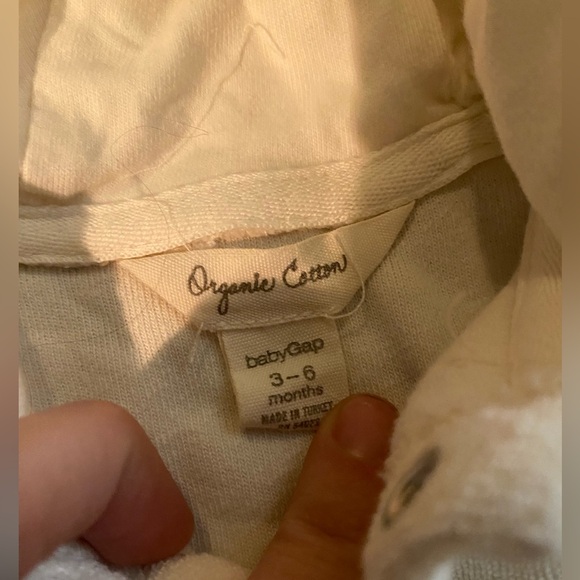 Organic Cotton
babyGap
3-6
months
MADE IN TURKEY